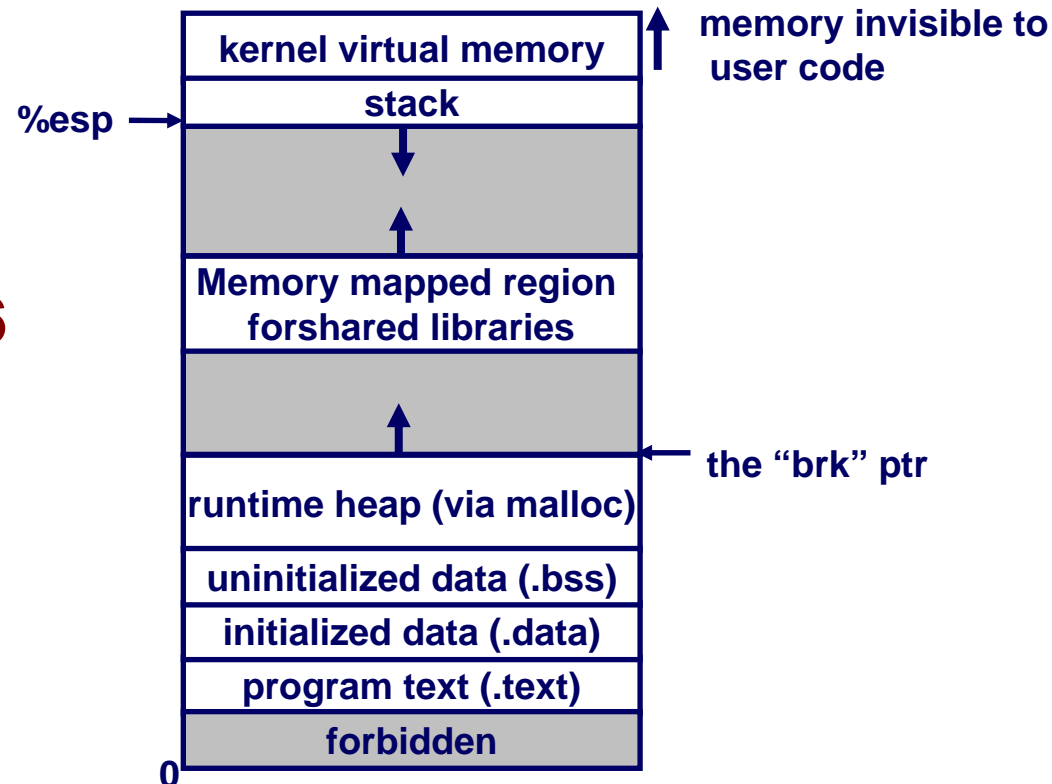 kernel virtual memory
memory invisible to
user code
stack
%esp
Memory mapped region
forshared libraries
the “brk” ptr
runtime heap (via malloc)
uninitialized data (.bss)
initialized data (.data)
program text (.text)
forbidden
0